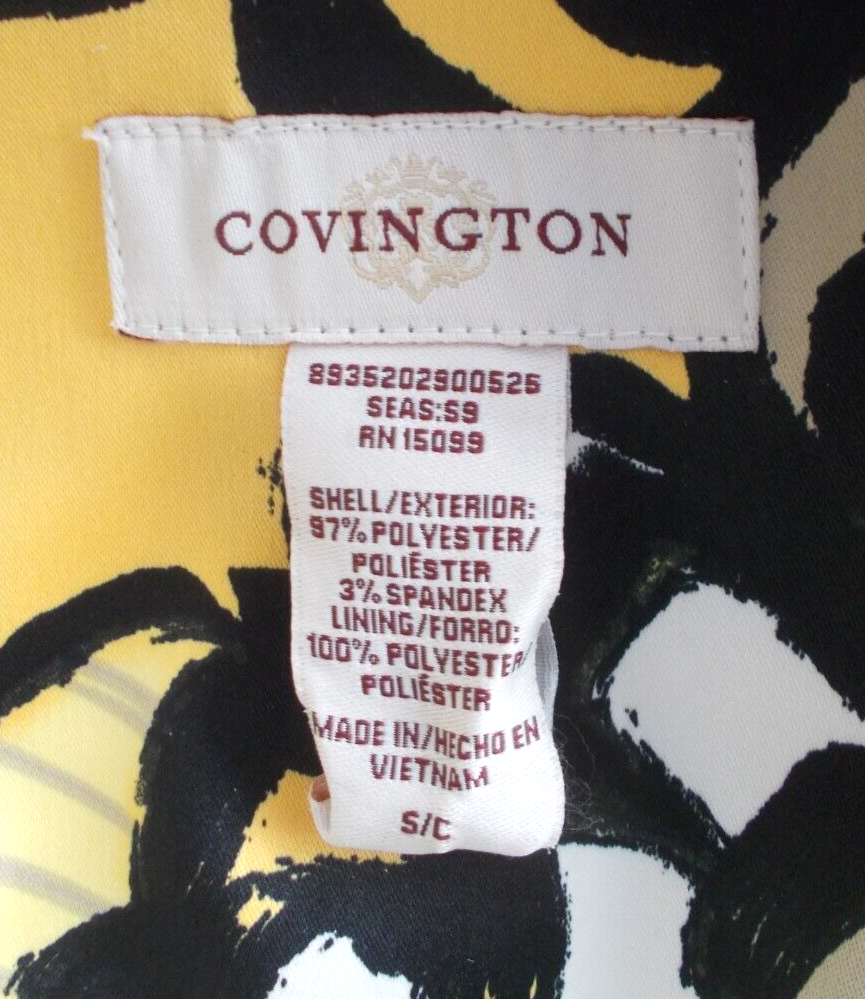 COVINGTON
8935202900525
SEAS:S9
RN 15099
SHELL/EXTERIOR:
97% POLYESTER/
POLIÉSTER
3% SPANDEX
LINING/FORRO:
100% POLYESTER/
POLIÉSTER
MADE IN/HECHO EN
VIETNAM
S/C